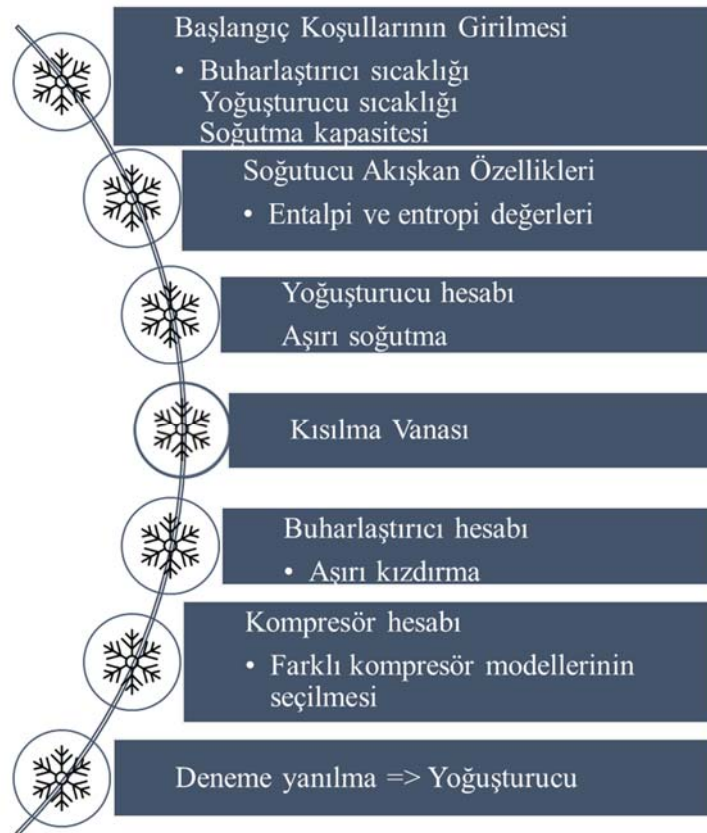 Başlangıç Koşullarının Girilmesi
• Buharlaştırıcı sıcaklığı
Yoğuşturucu sıcaklığı
Soğutma kapasitesi
Soğutucu Akışkan Özellikleri
• Entalpi ve entropi değerleri
Yoğuşturucu hesabı
Aşırı soğutma
Kısılma Vanası
Buharlaştırıcı hesabı
• Aşırı kızdırma
Kompresör hesabı
• Farklı kompresör modellerinin
seçilmesi
Deneme yanılma => Yoğuşturucu